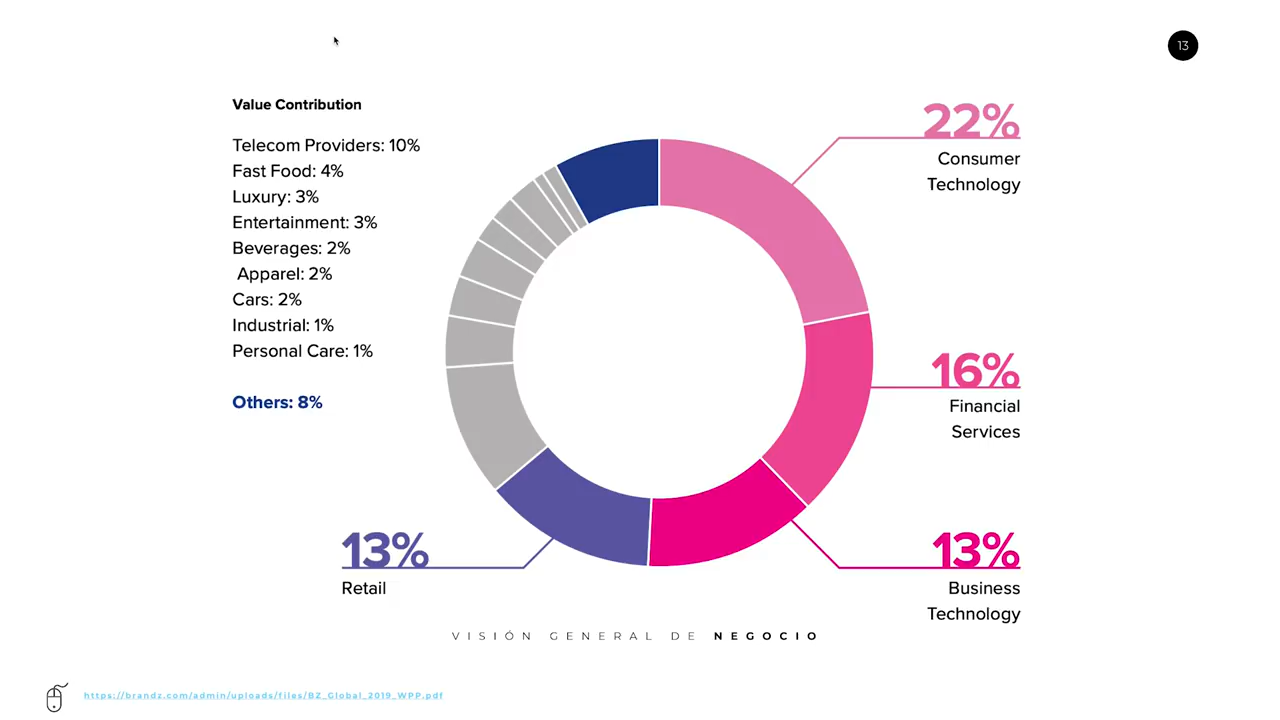 13
Value Contribution
Telecom Providers: 10%
Fast Food: 4%
Luxury: 3%
Entertainment: 3%
Beverages: 2%
Apparel: 2%
Cars: 2%
Industrial: 1%
Personal Care: 1%
Others: 8%
22%
Consumer
Technology
16%
Financial
Services
13%
Business
Technology
13%
Retail
VISIÓN GENERAL DE NEGOCIO
https://brandz.com/admin/uploads/files/BZ_Global_2019_WPP.pdf